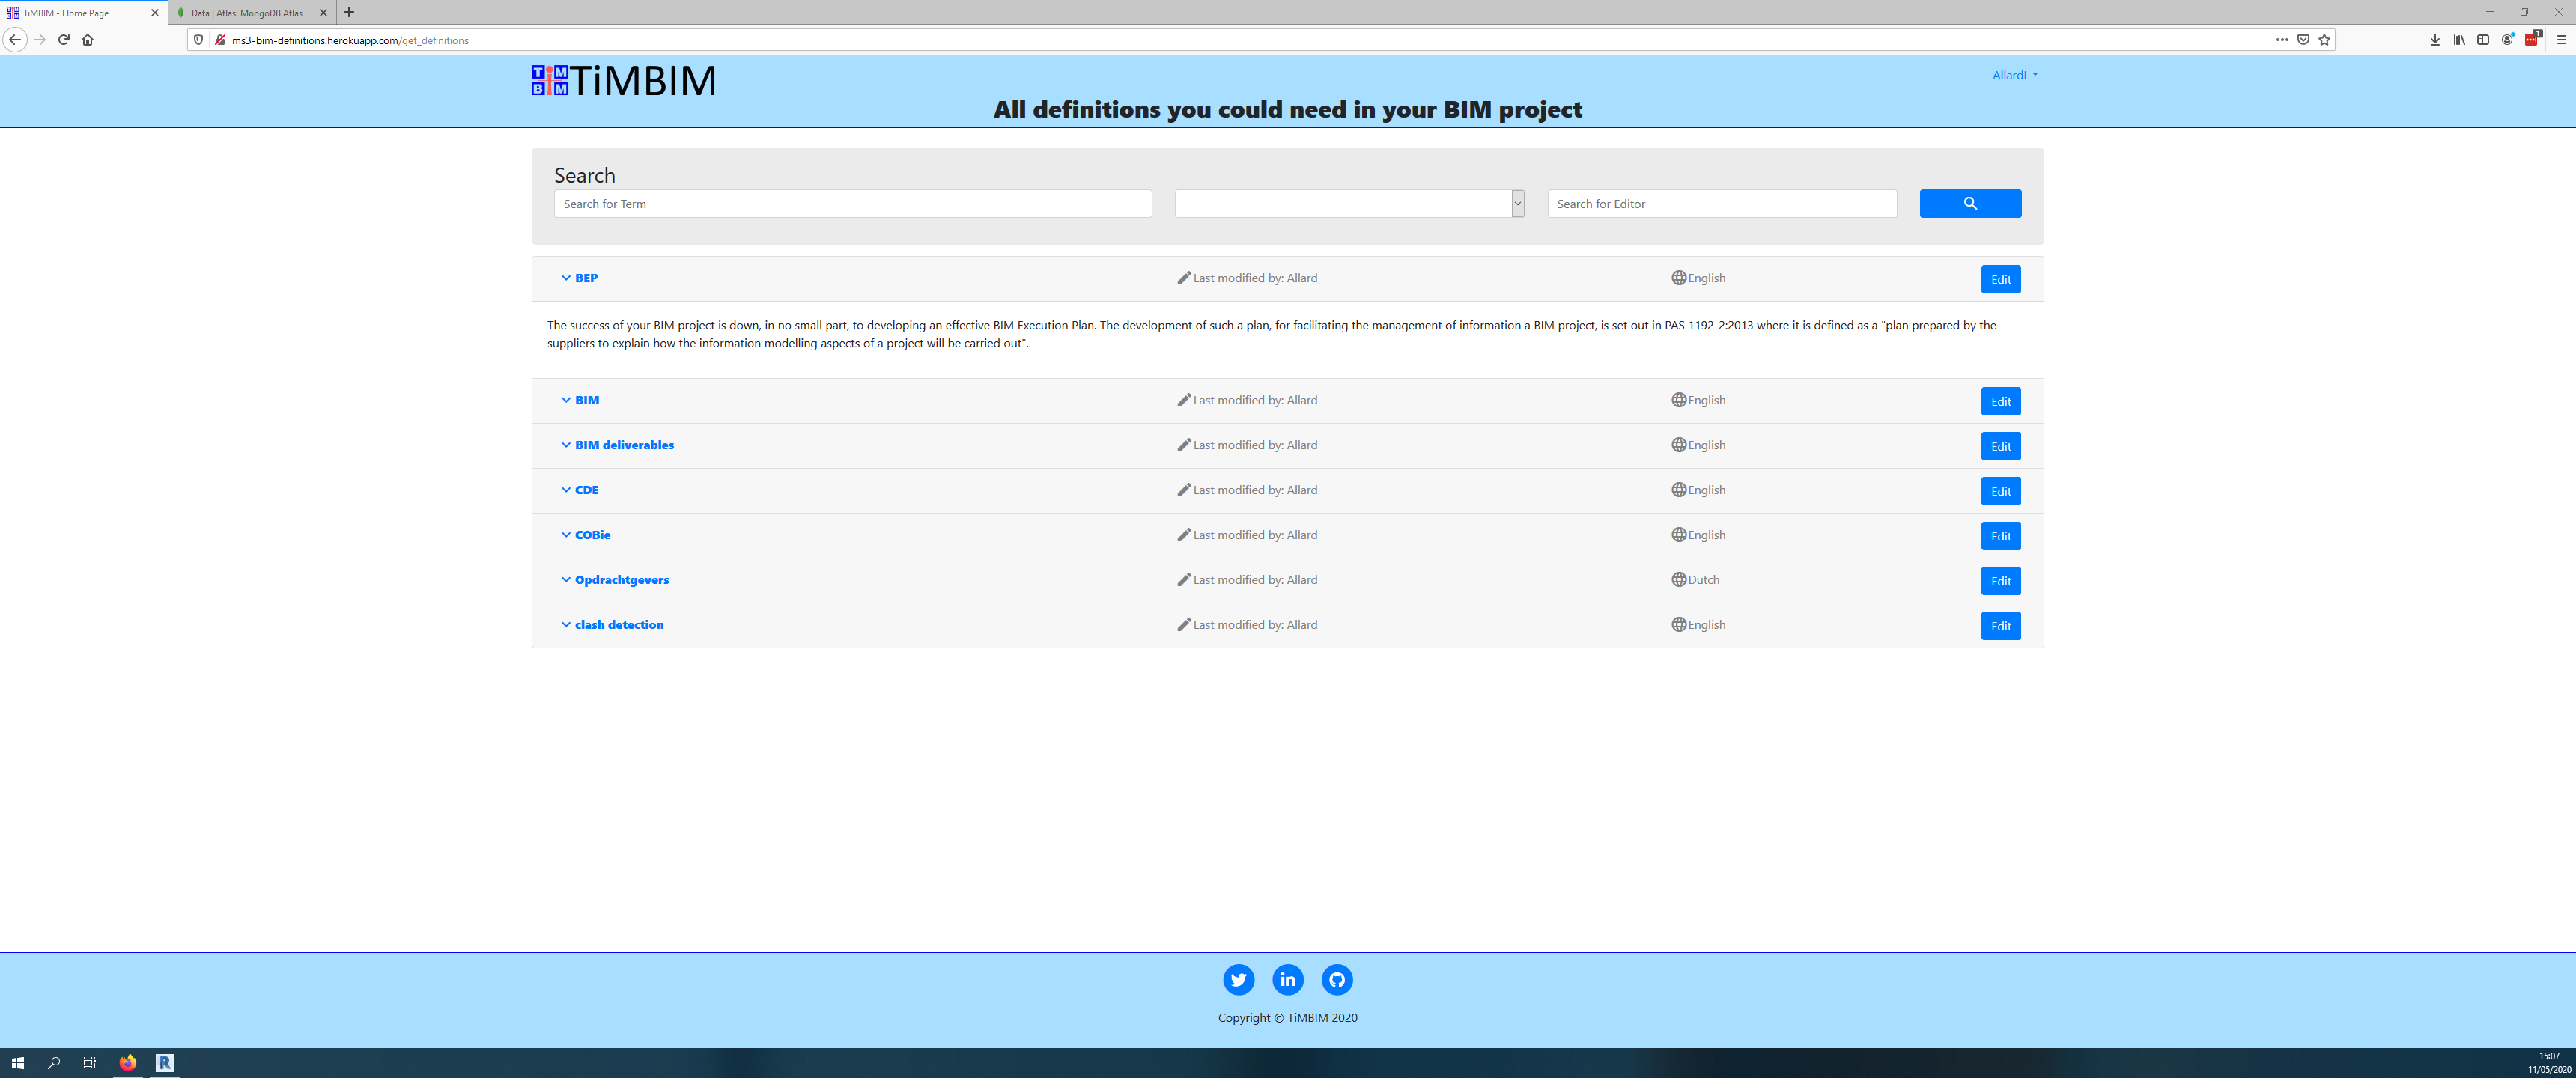 TiMBIM - Home Page
Data | Atlas: MongoDB Atlas
ms3-bim-definitions.herokuapp.com/get_definitions
1
TIM
BIM
TiMBIM
AllardL
All definitions you could need in your BIM project
Search
Search for Term
Search for Editor
BEP Last modified by: Allard English Edit
The success of your BIM project is down, in no small part, to developing an effective BIM Execution Plan. The development of such a plan, for facilitating the management of information a BIM project, is set out in PAS 1192-2:2013 where it is defined as a "plan prepared by the
suppliers to explain how the information modelling aspects of a project will be carried out".
BIM Last modified by: Allard English Edit
BIM deliverables Last modified by: Allard English Edit
CDE Last modified by: Allard English Edit
COBie Last modified by: Allard English Edit
Opdrachtgevers Last modified by: Allard Dutch Edit
clash detection Last modified by: Allard English Edit
in
Copyright © TiMBIM 2020
R
15:07
11/05/2020